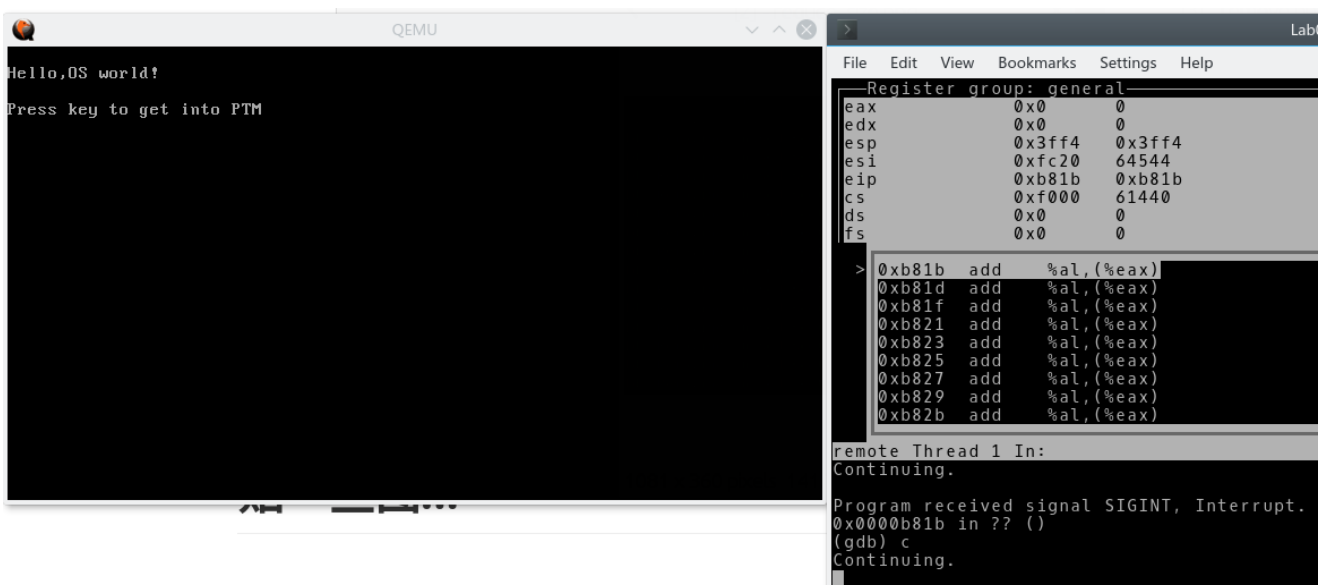 QEMU
Hello,OS world!
Press key to get into PTM
File Edit View Bookmarks Settings Help
Register group: general
eax 0x0 0
edx 0x0 0
esp 0x3ff4 0x3ff4
esi 0xfc20 64544
eip 0xb81b 0xb81b
cs 0xf000 61440
ds 0x0 0
fs 0x0 0
> 0xb81b add %al,(%eax)
0xb81d add %al,(%eax)
0xb81f add %al,(%eax)
0xb821 add %al,(%eax)
0xb823 add %al,(%eax)
0xb825 add %al,(%eax)
0xb827 add %al,(%eax)
0xb829 add %al,(%eax)
0xb82b add %al,(%eax)
remote Thread 1 In:
Continuing.
Program received signal SIGINT, Interrupt.
0x0000b81b in ?? ()
(gdb) c
Continuing.